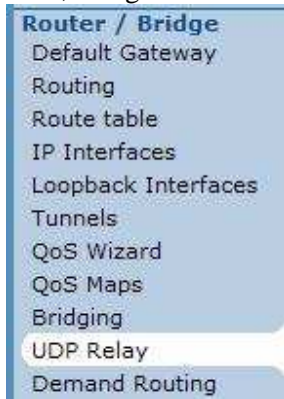 Router / Bridge
Default Gateway
Routing
Route table
IP Interfaces
Loopback Interfaces
Tunnels
QoS Wizard
QoS Maps
Bridging
UDP Relay
Demand Routing